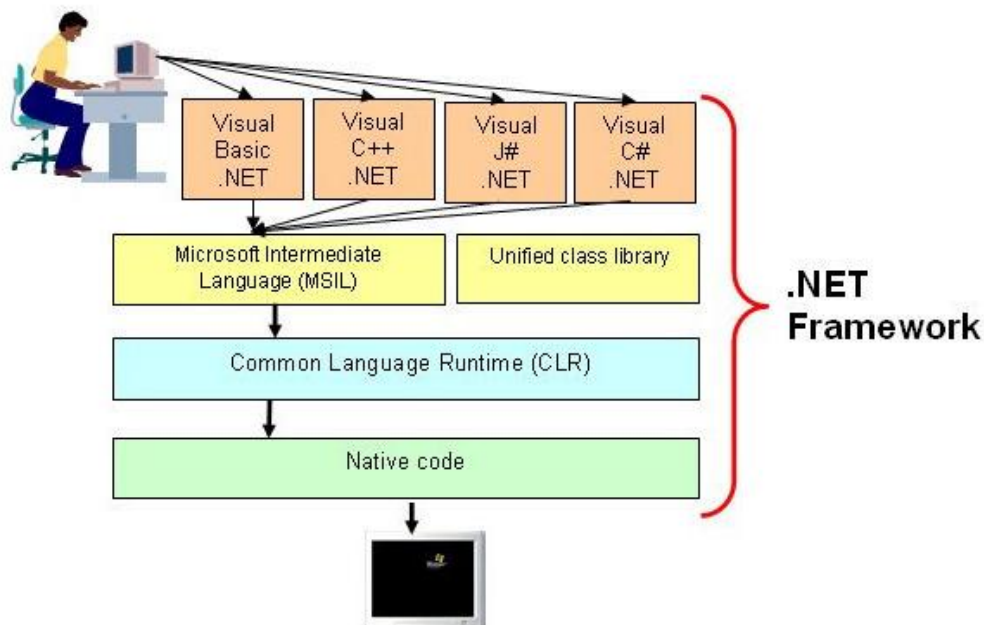 Visual
Basic
.NET
Visual
C++
.NET
Visual
J#
.NET
Visual
C#
.NET
Microsoft Intermediate
Language (MSIL)
Unified class library
.NET
Framework
Common Language Runtime (CLR)
Native code